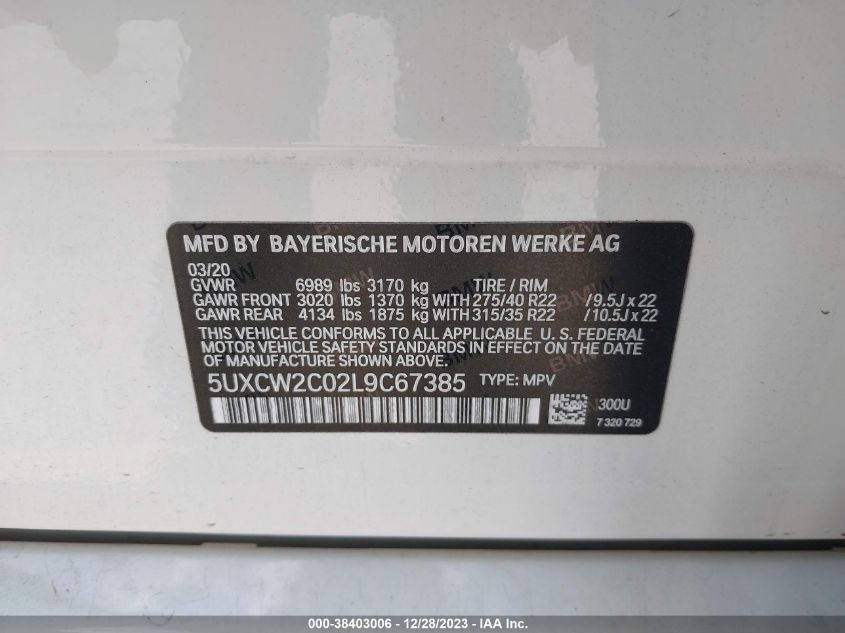 MFD BY BAYERISCHE MOTOREN WERKE AG
03/20
GVWR 6989 lbs 3170 kg TIRE / RIM
GAWR FRONT 3020 lbs 1370 kg WITH 275/40 R22 / 9.5J x 22
GAWR REAR 4134 lbs 1875 kg WITH 315/35 R22 / 10.5J x 22
THIS VEHICLE CONFORMS TO ALL APPLICABLE U. S. FEDERAL
MOTOR VEHICLE SAFETY STANDARDS IN EFFECT ON THE DATE
OF MANUFACTURE SHOWN ABOVE.
5UXCW2C02L9C67385 TYPE: MPV
300U
7 320 729
000-38403006 - 12/28/2023 - IAA Inc.